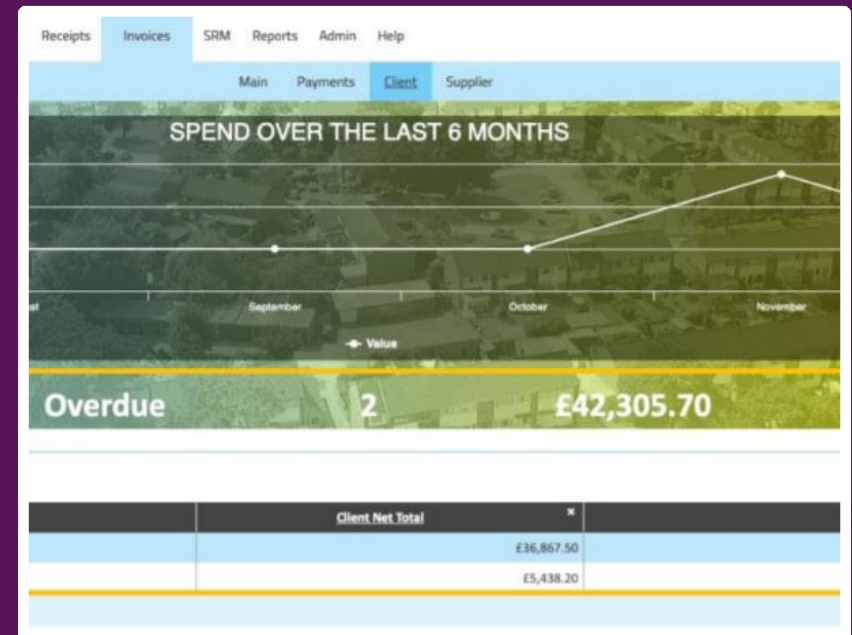 Receipts Invoices SRM Reports Admin Help
Main Payments Client Supplier
SPEND OVER THE LAST 6 MONTHS
September October November
Value
Overdue 2 £42,305.70
Client Net Total
£36,867.50
£5,438.20